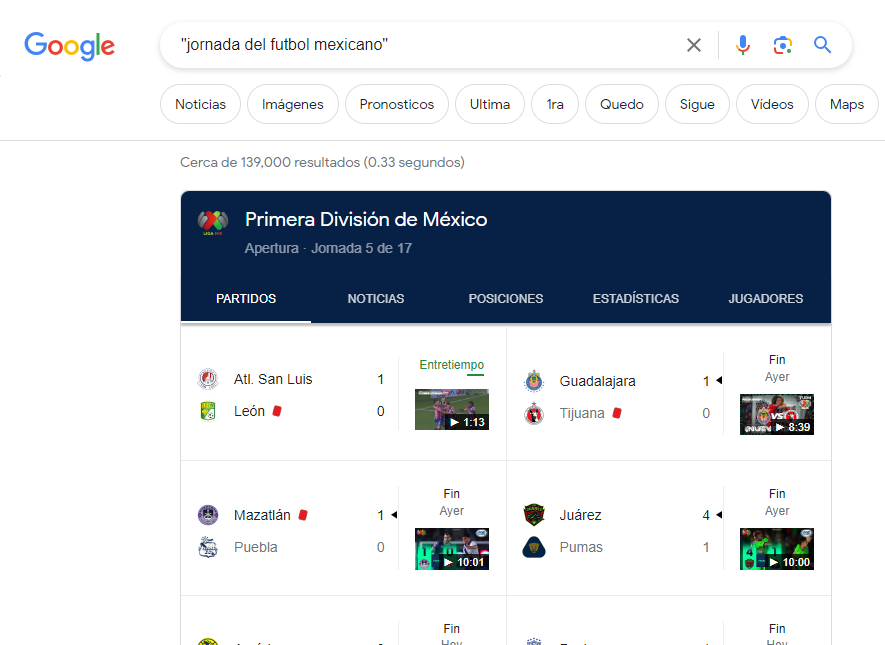 Google
"jornada del futbol mexicano"
Noticias
Imágenes
Pronosticos
Ultima
1ra
Quedo
Sigue
Videos
Maps
Cerca de 139,000 resultados (0.33 segundos)
LIGA MX
Primera División de México
Apertura · Jornada 5 de 17
PARTIDOS
NOTICIAS
POSICIONES
ESTADÍSTICAS
JUGADORES
Atl. San Luis 1
León 0
Entretiempo
1:13
Guadalajara 1
Tijuana 0
Fin
Ayer
VS
8:39
Mazatlán 1
Puebla 0
Fin
Ayer
10:01
Juárez 4
Pumas 1
Fin
Ayer
10:00
Fin
Hoy
Fin
Hoy